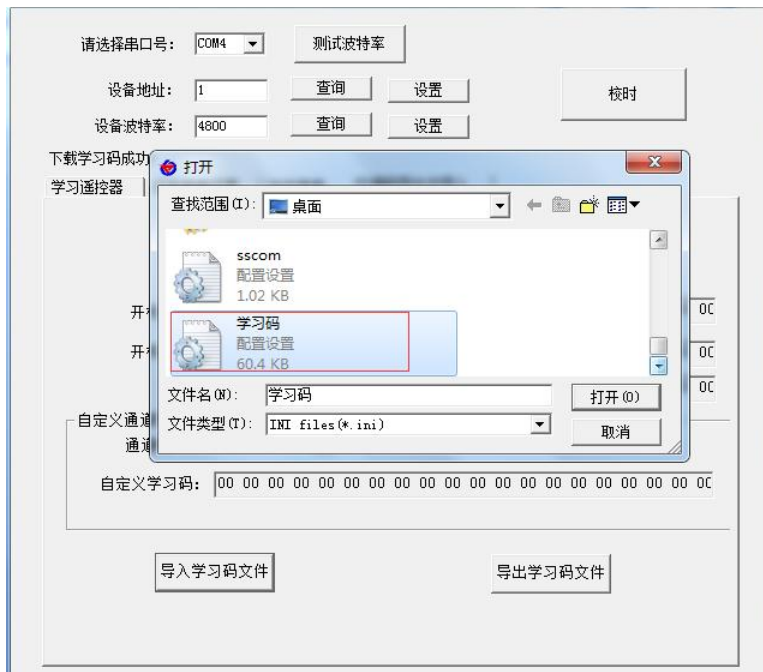 请选择串口号： COM4 测试波特率
设备地址： 1 查询 设置 校时
设备波特率： 4800 查询 设置
下载学习码成功
学习遥控器
打开
查找范围(I)： 桌面
sscom
配置设置
1.02 KB
学习码
配置设置
60.4 KB
文件名(N)： 学习码 打开(O)
文件类型(T)： INI files(*.ini) 取消
开 0C
开 0C
0C
自定义通道
通道
自定义学习码： 00 00 00 00 00 00 00 00 00 00 00 00 00 00 00 00 00 00 00 0C
导入学习码文件 导出学习码文件